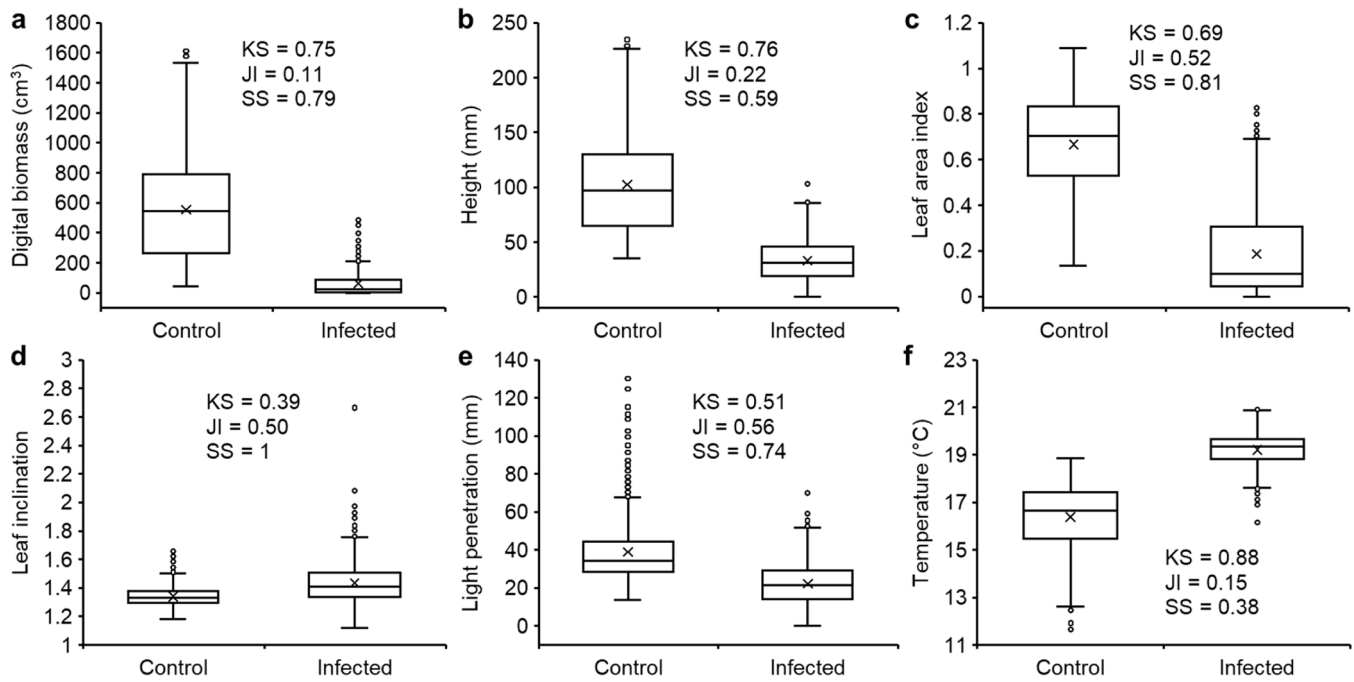 a
Digital biomass (cm³)
1800
1600
1400
1200
1000
800
600
400
200
0
KS = 0.75
JI = 0.11
SS = 0.79
Control Infected
b
Height (mm)
250
200
150
100
50
0
KS = 0.76
JI = 0.22
SS = 0.59
Control Infected
c
Leaf area index
1.2
1
0.8
0.6
0.4
0.2
0
KS = 0.69
JI = 0.52
SS = 0.81
Control Infected
d
Leaf inclination
3
2.8
2.6
2.4
2.2
2
1.8
1.6
1.4
1.2
1
KS = 0.39
JI = 0.50
SS = 1
Control Infected
e
Light penetration (mm)
140
120
100
80
60
40
20
0
KS = 0.51
JI = 0.56
SS = 0.74
Control Infected
f
Temperature (°C)
23
21
19
17
15
13
11
KS = 0.88
JI = 0.15
SS = 0.38
Control Infected